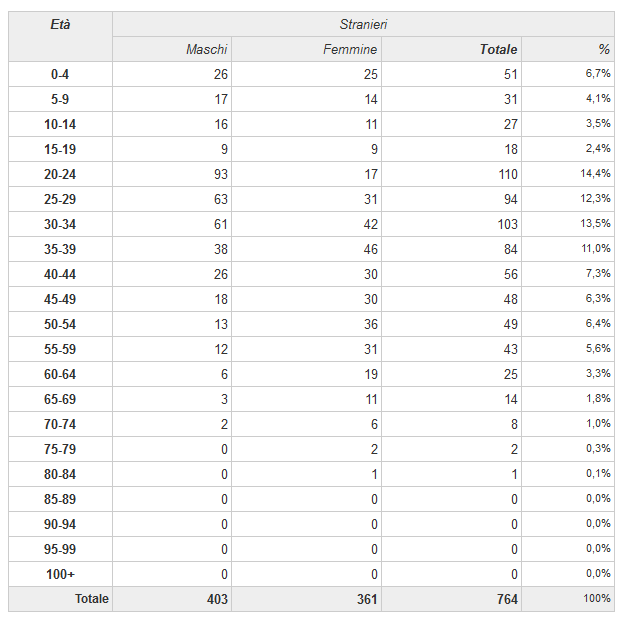 Età Stranieri
Maschi Femmine Totale %
0-4 26 25 51 6,7%
5-9 17 14 31 4,1%
10-14 16 11 27 3,5%
15-19 9 9 18 2,4%
20-24 93 17 110 14,4%
25-29 63 31 94 12,3%
30-34 61 42 103 13,5%
35-39 38 46 84 11,0%
40-44 26 30 56 7,3%
45-49 18 30 48 6,3%
50-54 13 36 49 6,4%
55-59 12 31 43 5,6%
60-64 6 19 25 3,3%
65-69 3 11 14 1,8%
70-74 2 6 8 1,0%
75-79 0 2 2 0,3%
80-84 0 1 1 0,1%
85-89 0 0 0 0,0%
90-94 0 0 0 0,0%
95-99 0 0 0 0,0%
100+ 0 0 0 0,0%
Totale 403 361 764 100%